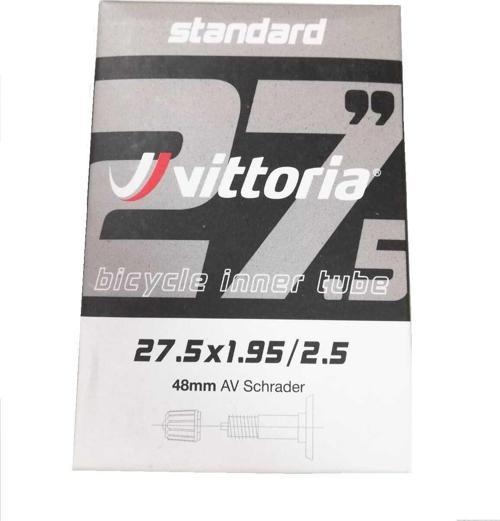 standard
27.5”
vittoria®
bicycle inner tube
27.5x1.95/2.5
48mm AV Schrader